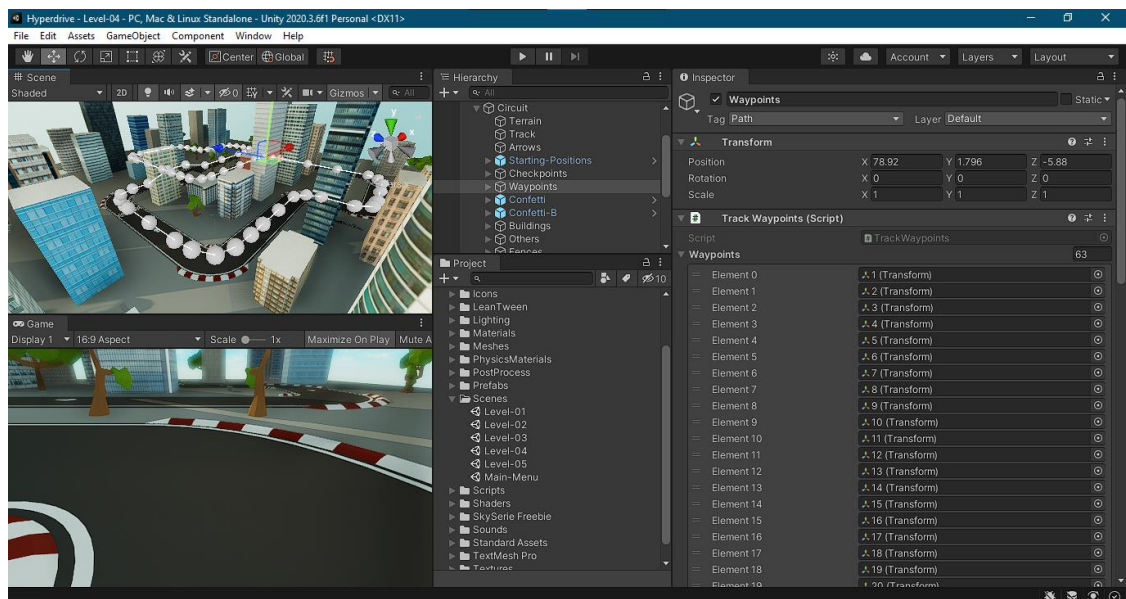 Hyperdrive - Level-04 - PC, Mac & Linux Standalone - Unity 2020.3.6f1 Personal <DX11>
File Edit Assets GameObject Component Window Help
Center Global
Account Layers Layout
Scene
Shaded 2D 0 Gizmos All
y
x
Game
Display 1 16:9 Aspect Scale 1x Maximize On Play Mute A
Hierarchy
All
Circuit
Terrain
Track
Arrows
Starting-Positions
Checkpoints
Waypoints
Confetti
Confetti-B
Buildings
Others
Fences
Project
10
Icons
LeanTween
Lighting
Materials
Meshes
PhysicsMaterials
PostProcess
Prefabs
Scenes
Level-01
Level-02
Level-03
Level-04
Level-05
Main-Menu
Scripts
Shaders
SkySerie Freebie
Sounds
Standard Assets
TextMesh Pro
Textures
Inspector
Waypoints Static
Tag Path Layer Default
Transform
Position X 78.92 Y 1.796 Z -5.88
Rotation X 0 Y 0 Z 0
Scale X 1 Y 1 Z 1
Track Waypoints (Script)
Script TrackWaypoints
Waypoints 63
Element 0 1 (Transform)
Element 1 2 (Transform)
Element 2 3 (Transform)
Element 3 4 (Transform)
Element 4 5 (Transform)
Element 5 6 (Transform)
Element 6 7 (Transform)
Element 7 8 (Transform)
Element 8 9 (Transform)
Element 9 10 (Transform)
Element 10 11 (Transform)
Element 11 12 (Transform)
Element 12 13 (Transform)
Element 13 14 (Transform)
Element 14 15 (Transform)
Element 15 16 (Transform)
Element 16 17 (Transform)
Element 17 18 (Transform)
Element 18 19 (Transform)
Element 19 20 (Transform)